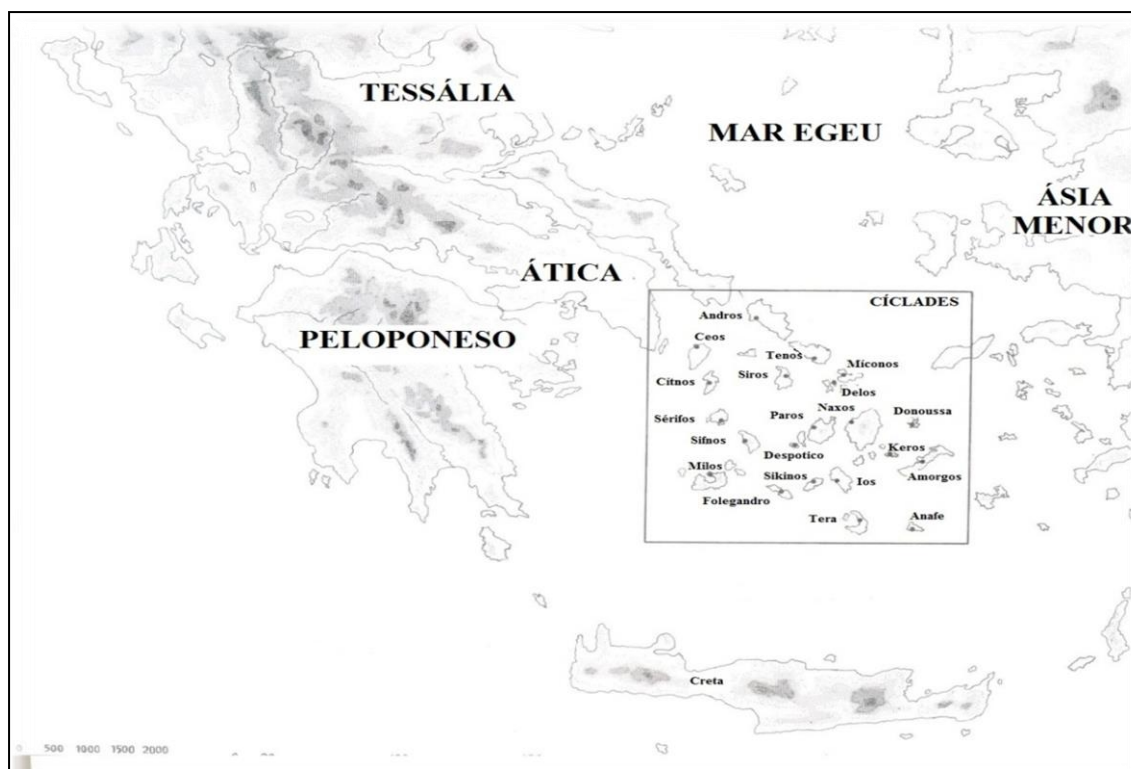 TESSÁLIA
MAR EGEU
ÁSIA
MENOR
ÁTICA
PELOPONESO
CÍCLADES
Andros
Ceos
Tenos
Míconos
Siros
Cítnos
Delos
Naxos
Paros
Donoussa
Sérifos
Sifnos
Despotico
Keros
Milos
Sikinos
Ios
Amorgos
Folegandro
Tera
Anafe
Creta
0 500 1000 1500 2000